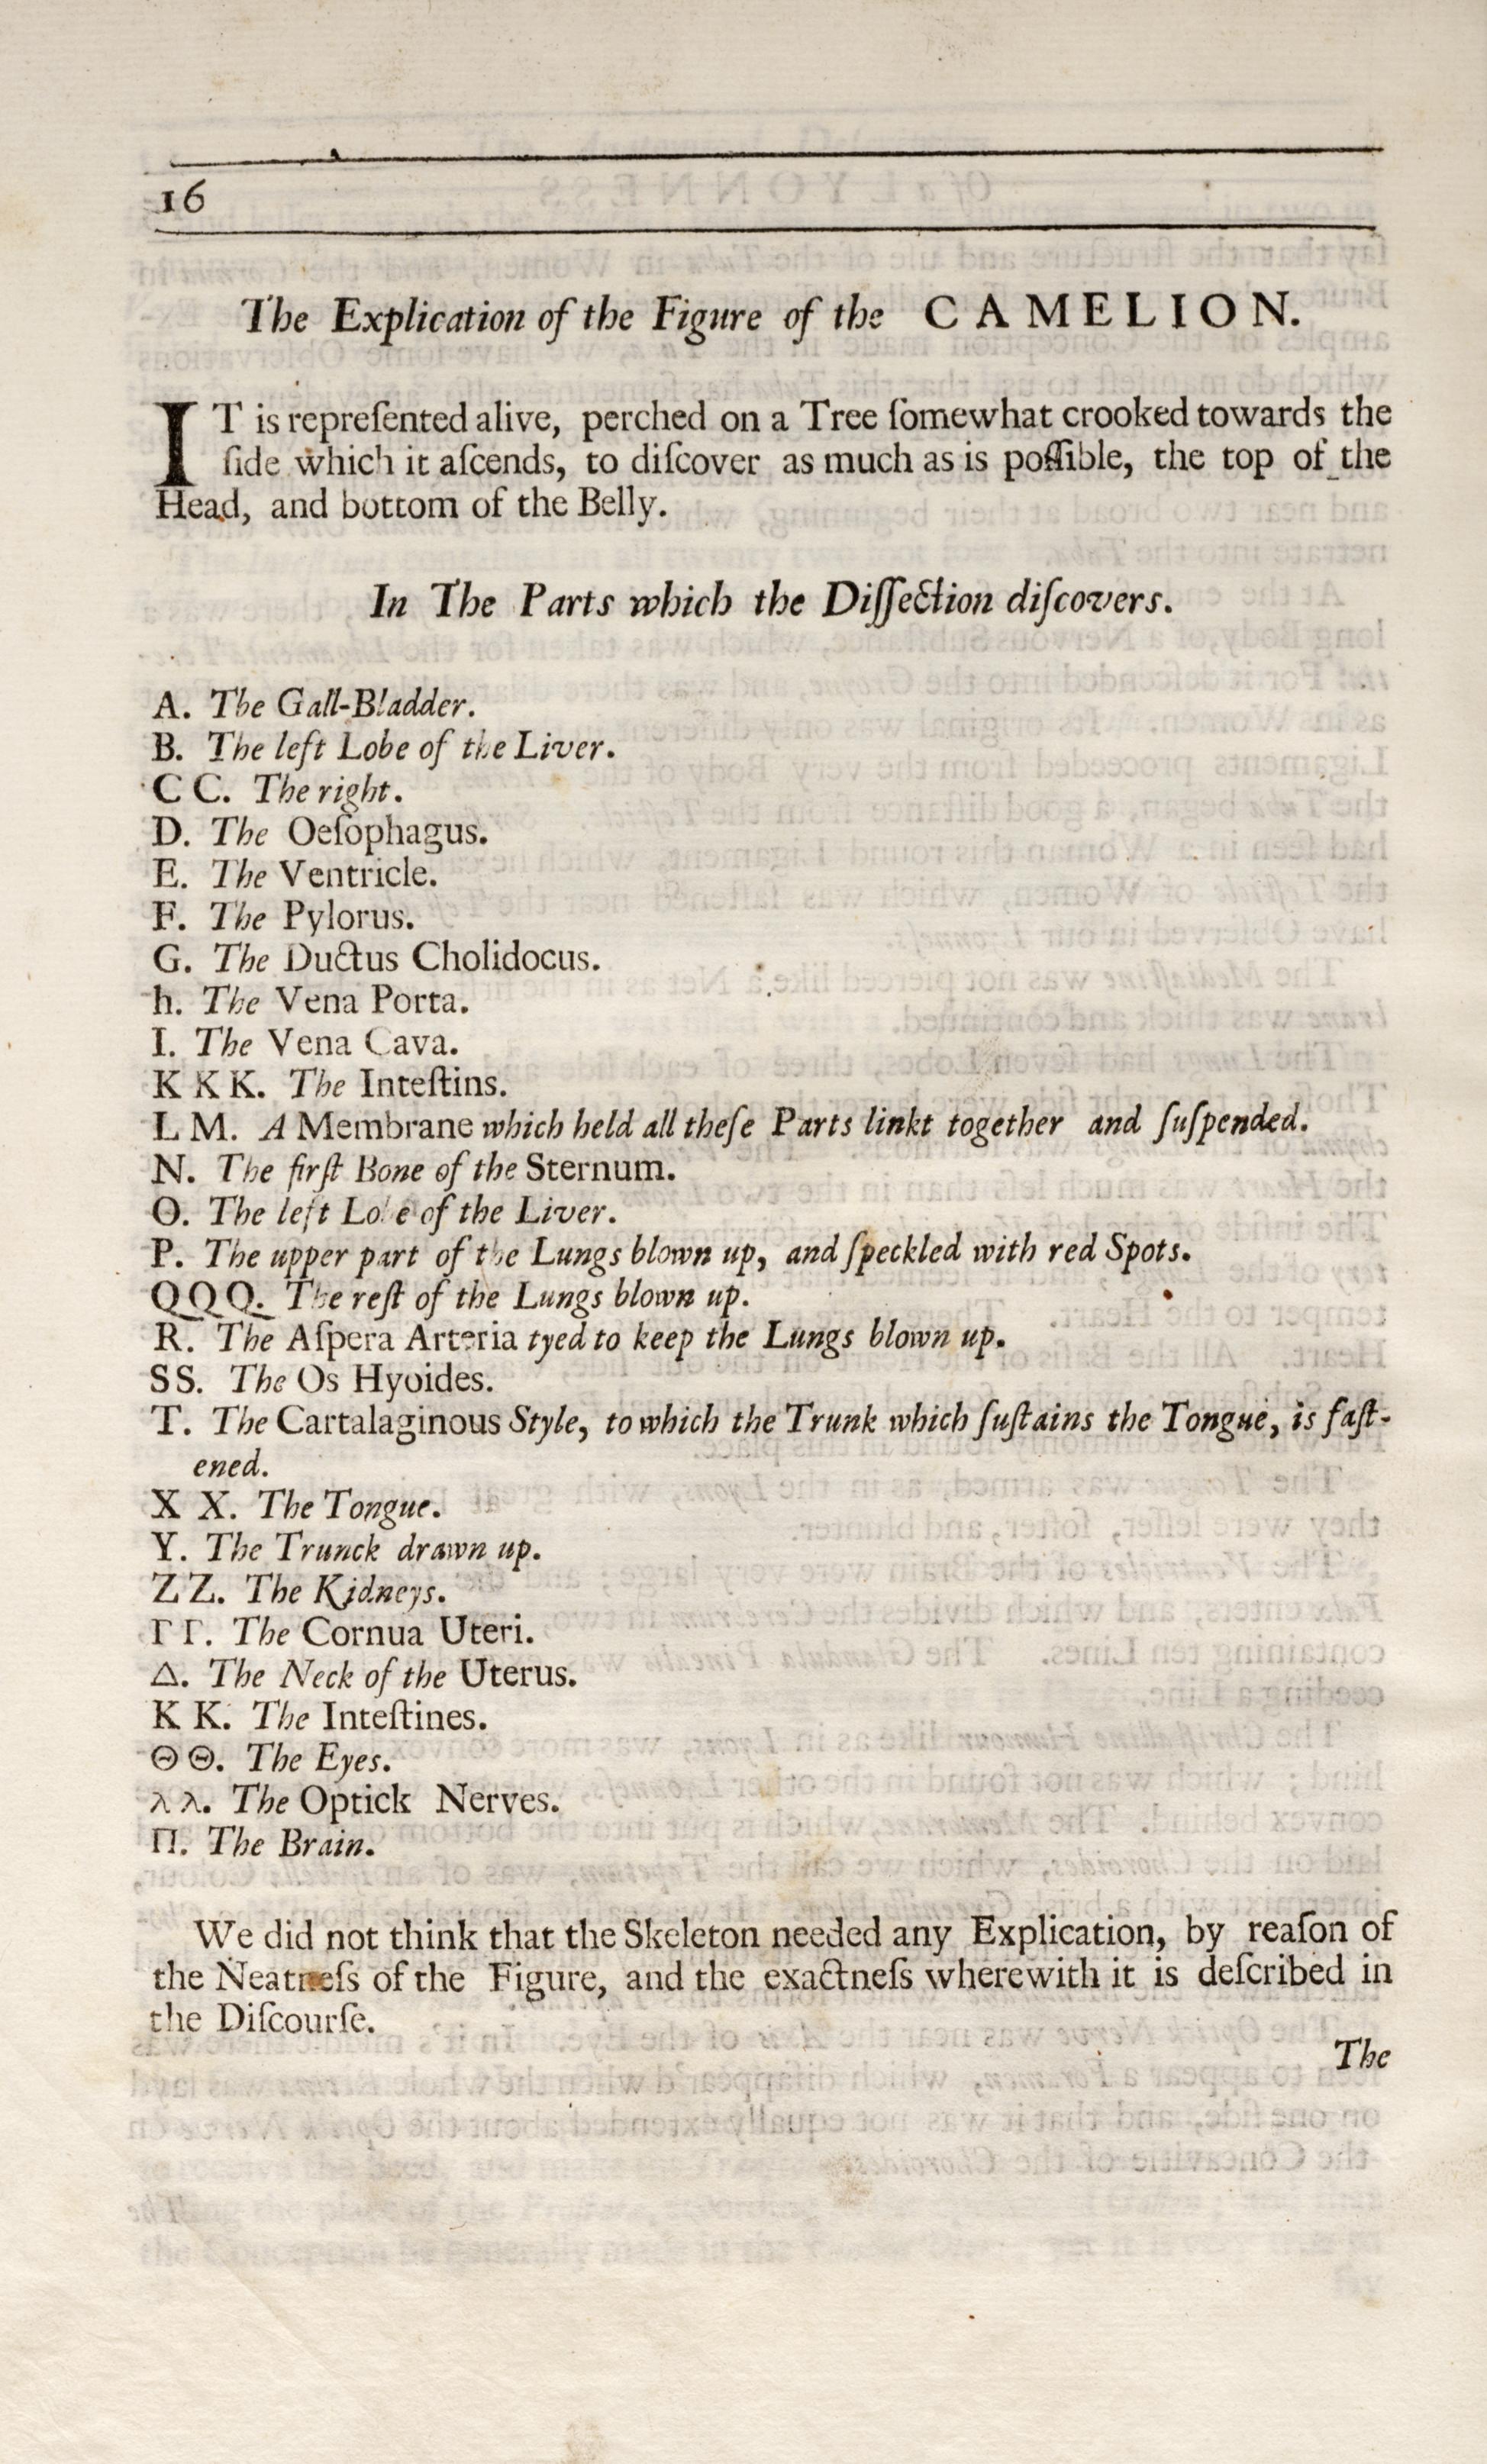 16
The Explication of the Figure of the CAMELION.
IT is repreſented alive, perched on a Tree ſomewhat crooked towards the
ſide which it aſcends, to diſcover as much as is poſſible, the top of the
Head, and bottom of the Belly.
In The Parts which the Diſſection diſcovers.
A. The Gall-Bladder.
B. The left Lobe of the Liver.
C C. The right.
D. The Oeſophagus.
E. The Ventricle.
F. The Pylorus.
G. The Ductus Cholidocus.
h. The Vena Porta.
I. The Vena Cava.
K K K. The Inteſtins.
L M. A Membrane which held all theſe Parts linkt together and ſuſpended.
N. The firſt Bone of the Sternum.
O. The left Lobe of the Liver.
P. The upper part of the Lungs blown up, and ſpeckled with red Spots.
Q Q Q. The reſt of the Lungs blown up.
R. The Aſpera Arteria tyed to keep the Lungs blown up.
S S. The Os Hyoides.
T. The Cartalaginous Style, to which the Trunk which ſuſtains the Tongue, is faſt-
ened.
X X. The Tongue.
Y. The Trunck drawn up.
Z Z. The Kidneys.
Γ Γ. The Cornua Uteri.
Δ. The Neck of the Uterus.
K K. The Inteſtines.
Θ Θ. The Eyes.
λ λ. The Optick Nerves.
Π. The Brain.
We did not think that the Skeleton needed any Explication, by reaſon of
the Neatneſs of the Figure, and the exactneſs wherewith it is deſcribed in
the Diſcourſe.
The